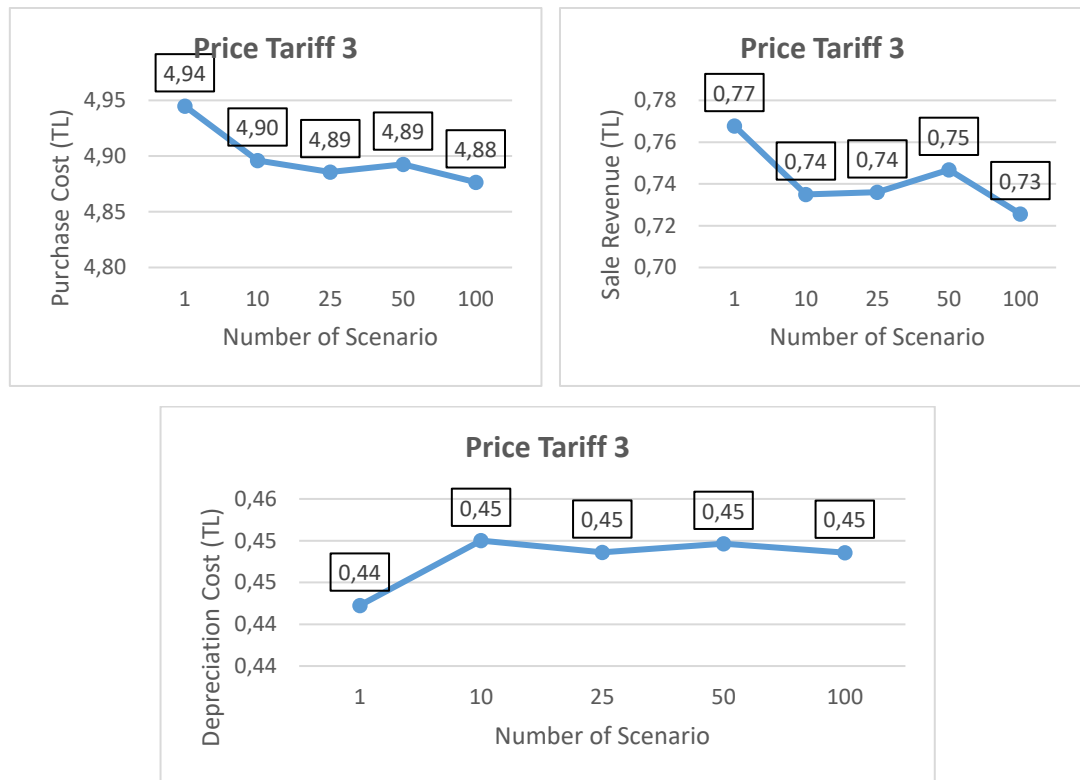 Price Tariff 3
Purchase Cost (TL)
4,95
4,90
4,85
4,80
4,94
4,90
4,89
4,89
4,88
1 10 25 50 100
Number of Scenario
Price Tariff 3
Sale Revenue (TL)
0,78
0,76
0,74
0,72
0,70
0,77
0,74
0,74
0,75
0,73
1 10 25 50 100
Number of Scenario
Price Tariff 3
Depreciation Cost (TL)
0,46
0,45
0,45
0,44
0,44
0,44
0,45
0,45
0,45
0,45
1 10 25 50 100
Number of Scenario